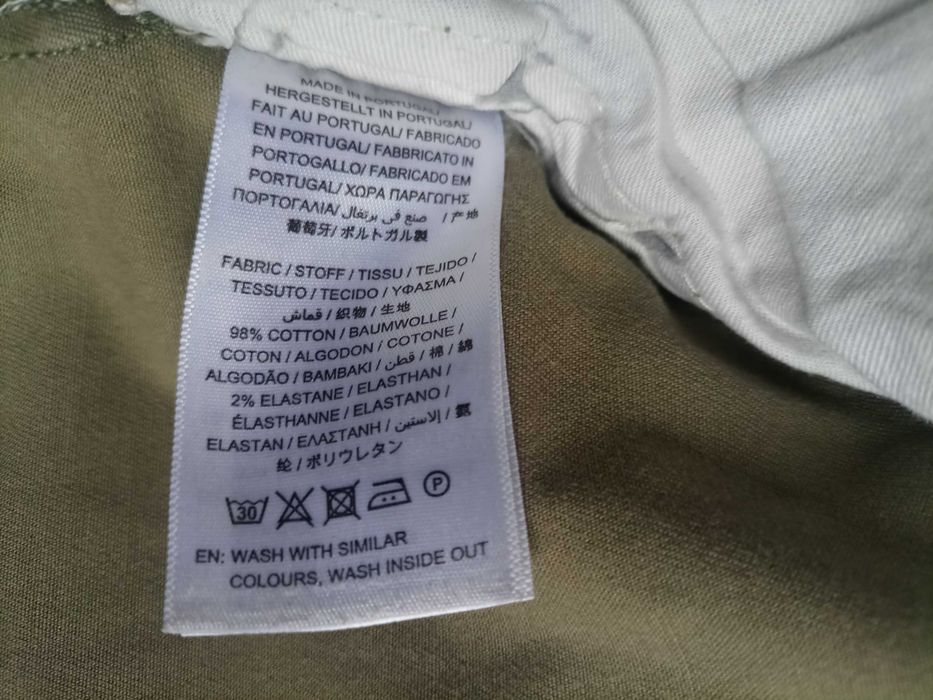 MADE IN PORTUGAL/
HERGESTELLT IN PORTUGAL/
FAIT AU PORTUGAL/ FABRICADO
EN PORTUGAL/ FABBRICATO IN
PORTOGALLO/ FABRICADO EM
PORTUGAL/ ΧΩΡΑ ΠΑΡΑΓΩΓΗΣ
ΠΟΡΤΟΓΑΛΙΑ/ صنع في برتغال / 产地
葡萄牙/ ポルトガル製
FABRIC / STOFF / TISSU / TEJIDO /
TESSUTO / TECIDO / ΥΦΑΣΜΑ /
قماش / 织物 / 生地
98% COTTON / BAUMWOLLE /
COTON / ALGODON / COTONE /
ALGODÃO / BAMBAKI / قطن / 棉 / 綿
2% ELASTANE / ELASTHAN /
ÉLASTHANNE / ELASTANO /
ELASTAN / ΕΛΑΣΤΑΝΗ / إلاستين / 氨
纶 / ポリウレタン
30 P
EN: WASH WITH SIMILAR
COLOURS, WASH INSIDE OUT